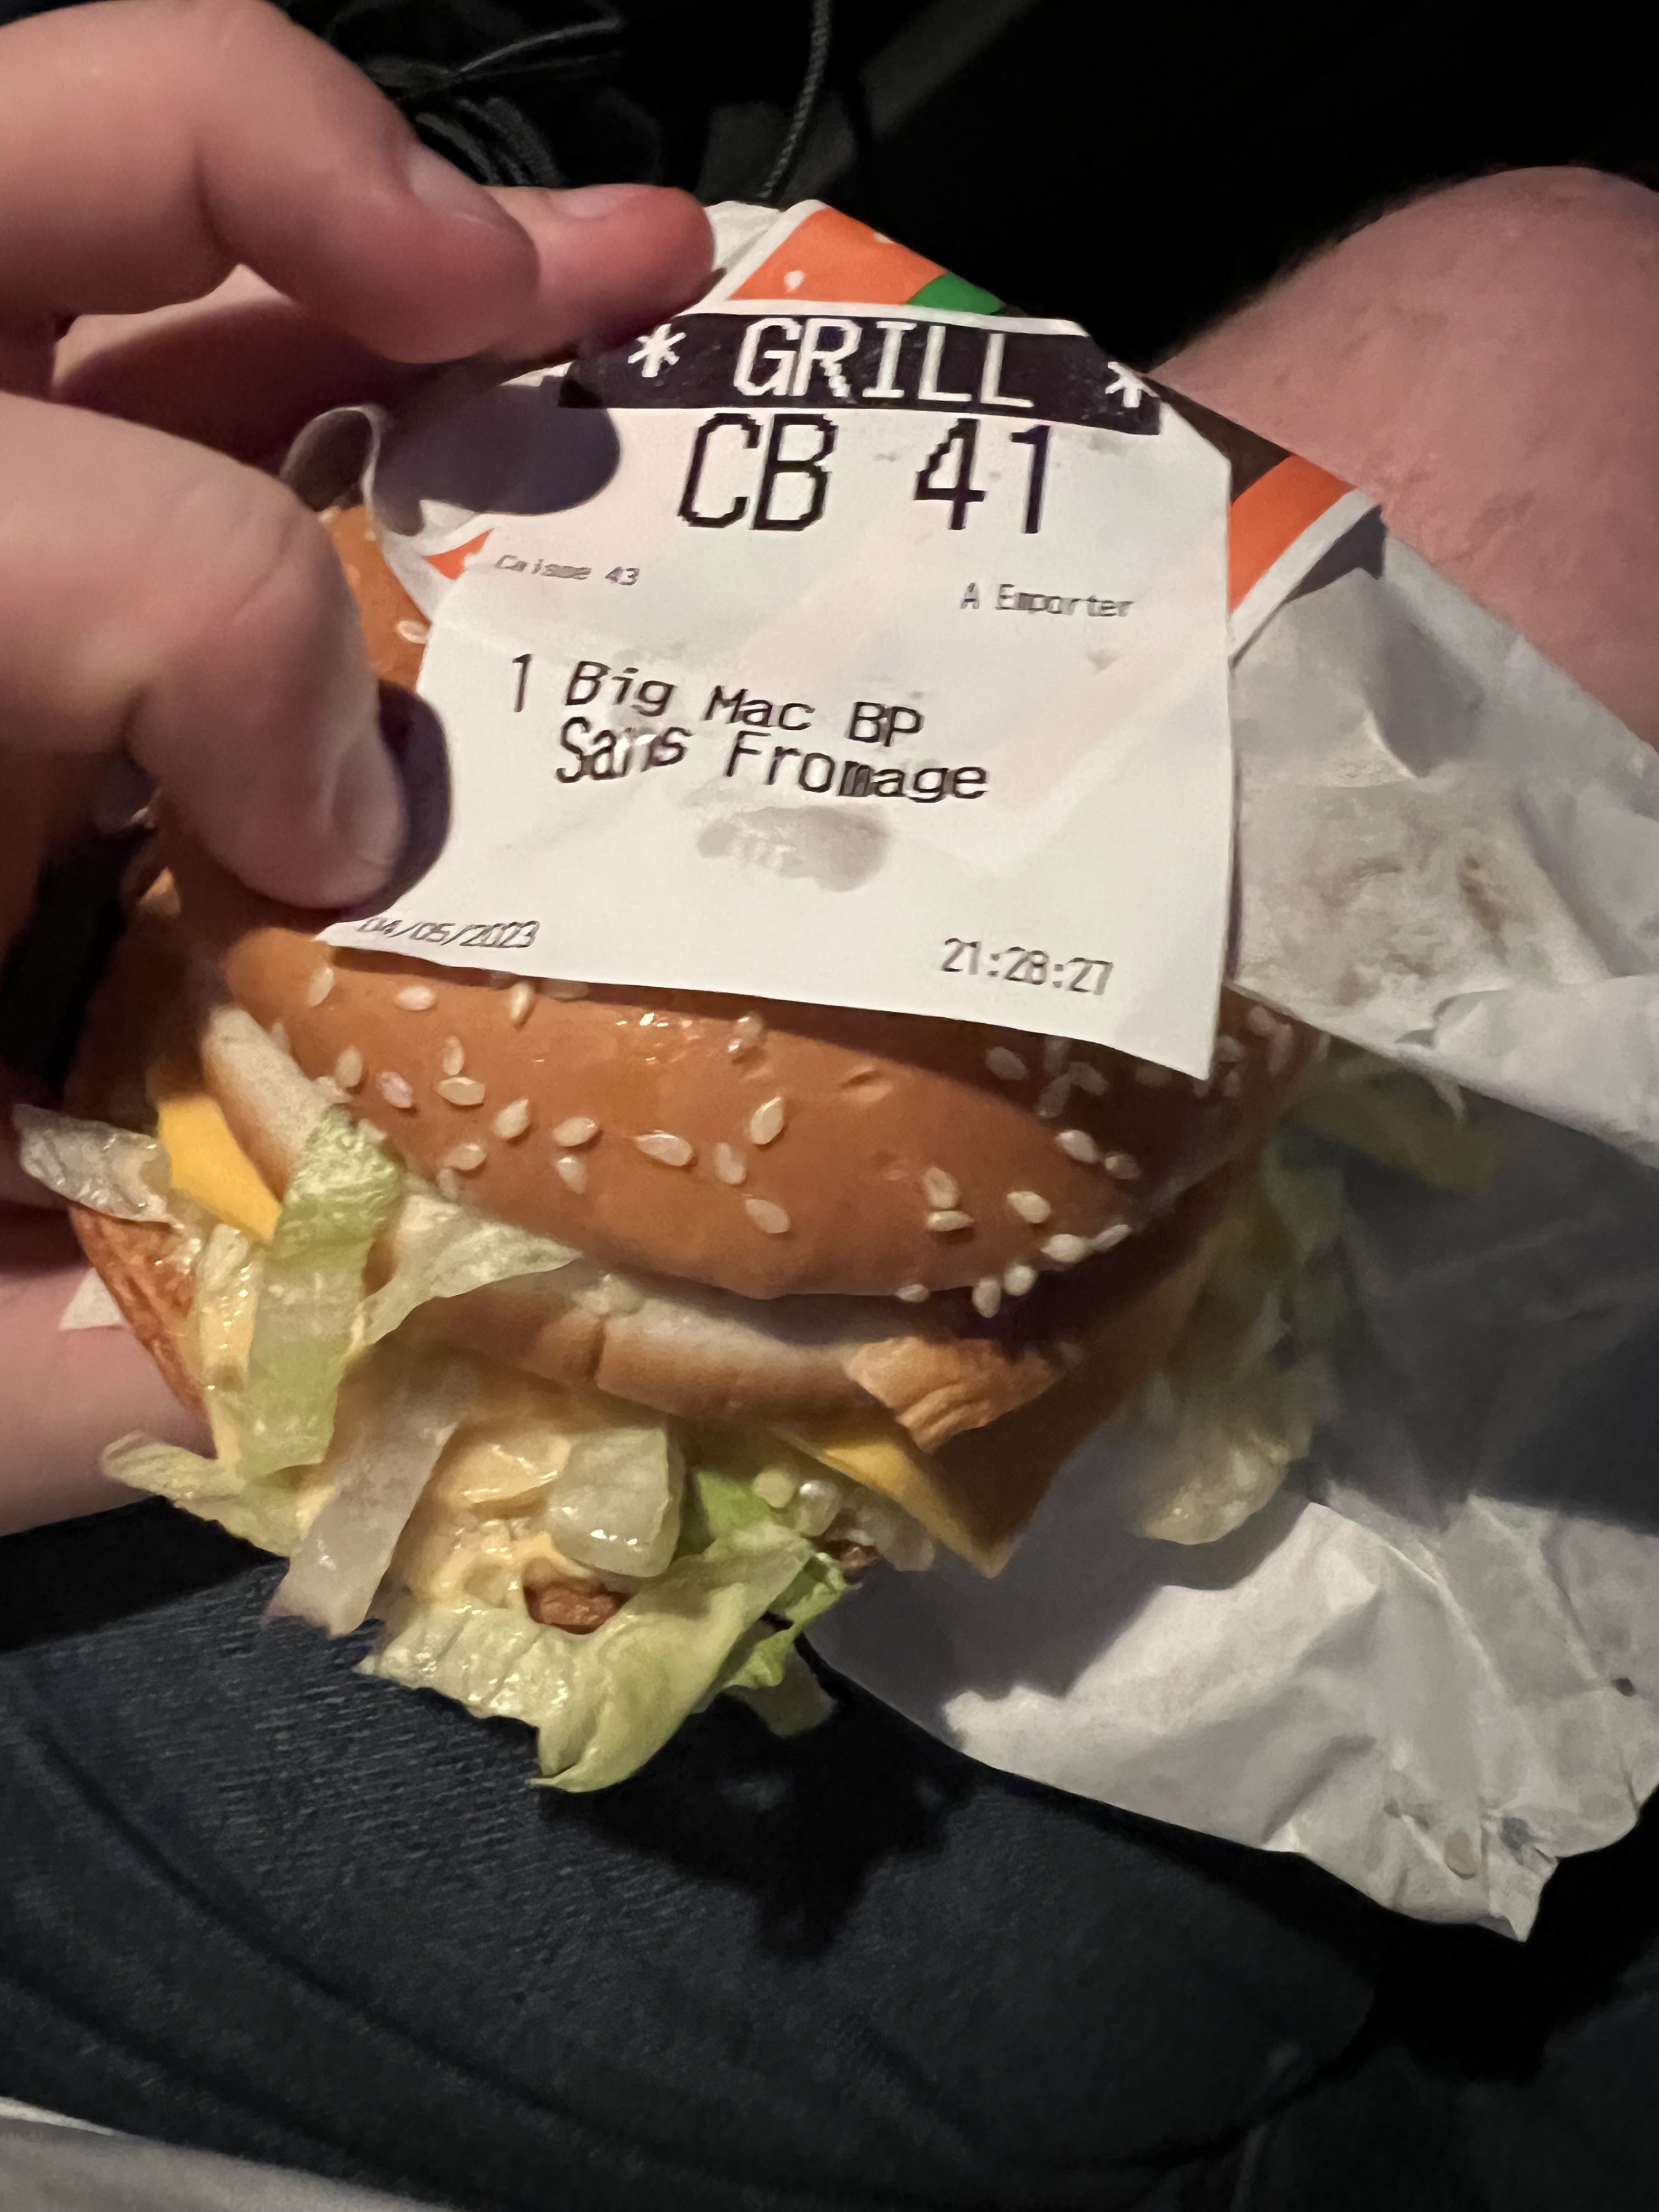 * GRILL *
CB 41
Caisse 43 A Emporter
1 Big Mac BP
Sans Fromage
04/05/2023 21:28:27